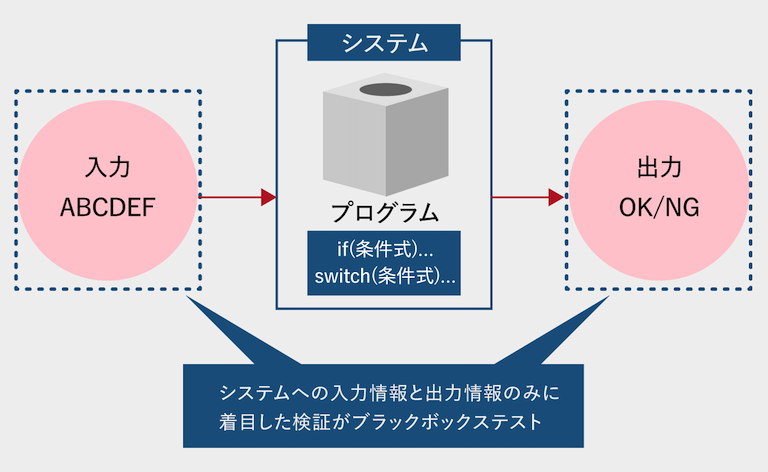 システム
入力
ABCDEF
プログラム
if(条件式)...
switch(条件式)...
出力
OK/NG
システムへの入力情報と出力情報のみに
着目した検証がブラックボックステスト